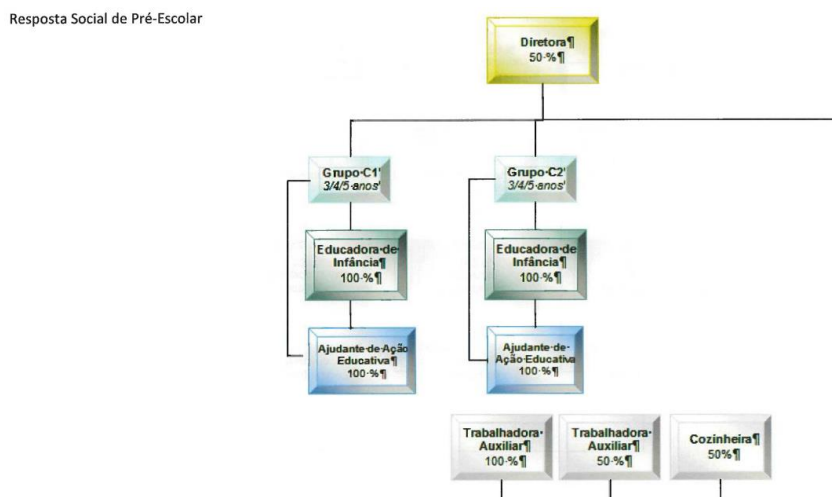 Resposta Social de Pré-Escolar
Diretora¶
50·%¶
Grupo·C1'
3/4/5·anos'
Grupo·C2'
3/4/5·anos'
Educadora·de·
Infância¶
100·%¶
Educadora·de·
Infância¶
100·%¶
Ajudante·de·Ação
Educativa¶
100·%¶
Ajudante·de·
Ação·Educativa
100·%¶
Trabalhadora·
Auxiliar¶
100·%¶
Trabalhadora·
Auxiliar¶
50·%¶
Cozinheira¶
50%¶